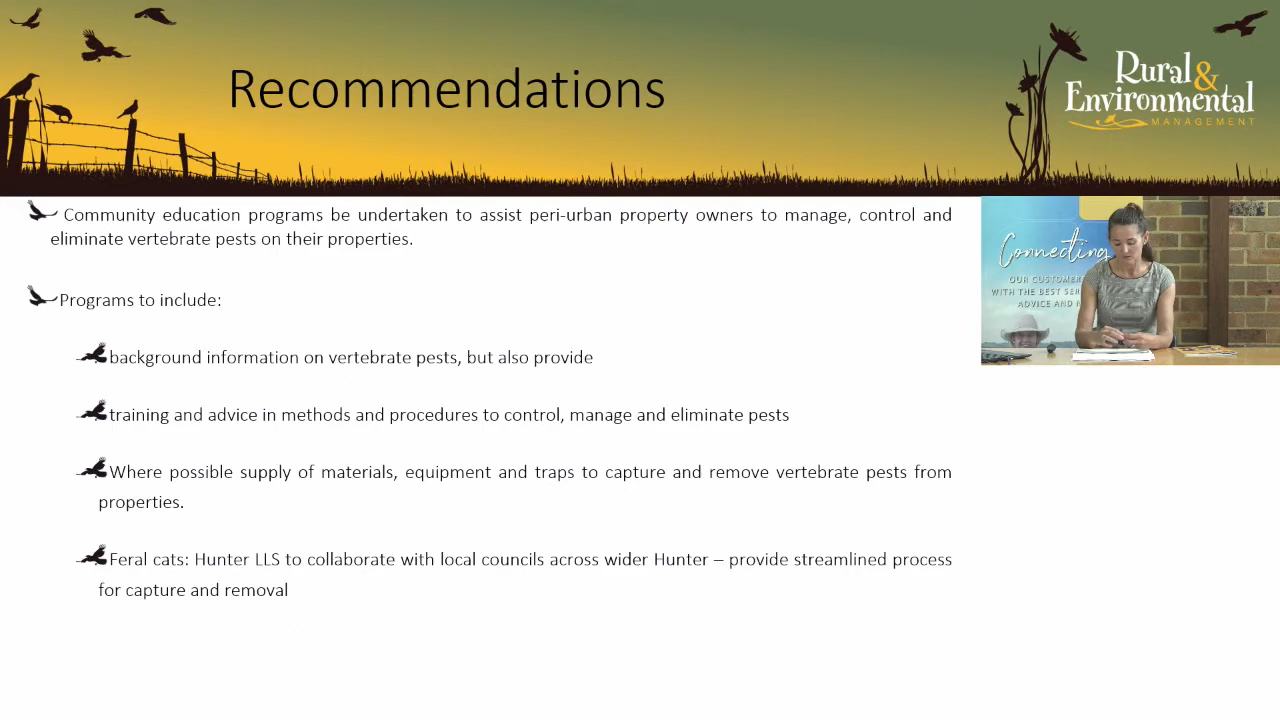 Recommendations
Rural &
Environmental
MANAGEMENT
Community education programs be undertaken to assist peri-urban property owners to manage, control and
eliminate vertebrate pests on their properties.
Programs to include:
background information on vertebrate pests, but also provide
training and advice in methods and procedures to control, manage and eliminate pests
Where possible supply of materials, equipment and traps to capture and remove vertebrate pests from
properties.
Feral cats: Hunter LLS to collaborate with local councils across wider Hunter – provide streamlined process
for capture and removal
Connecting
OUR CUSTOMERS
WITH THE BEST
ADVICE AND